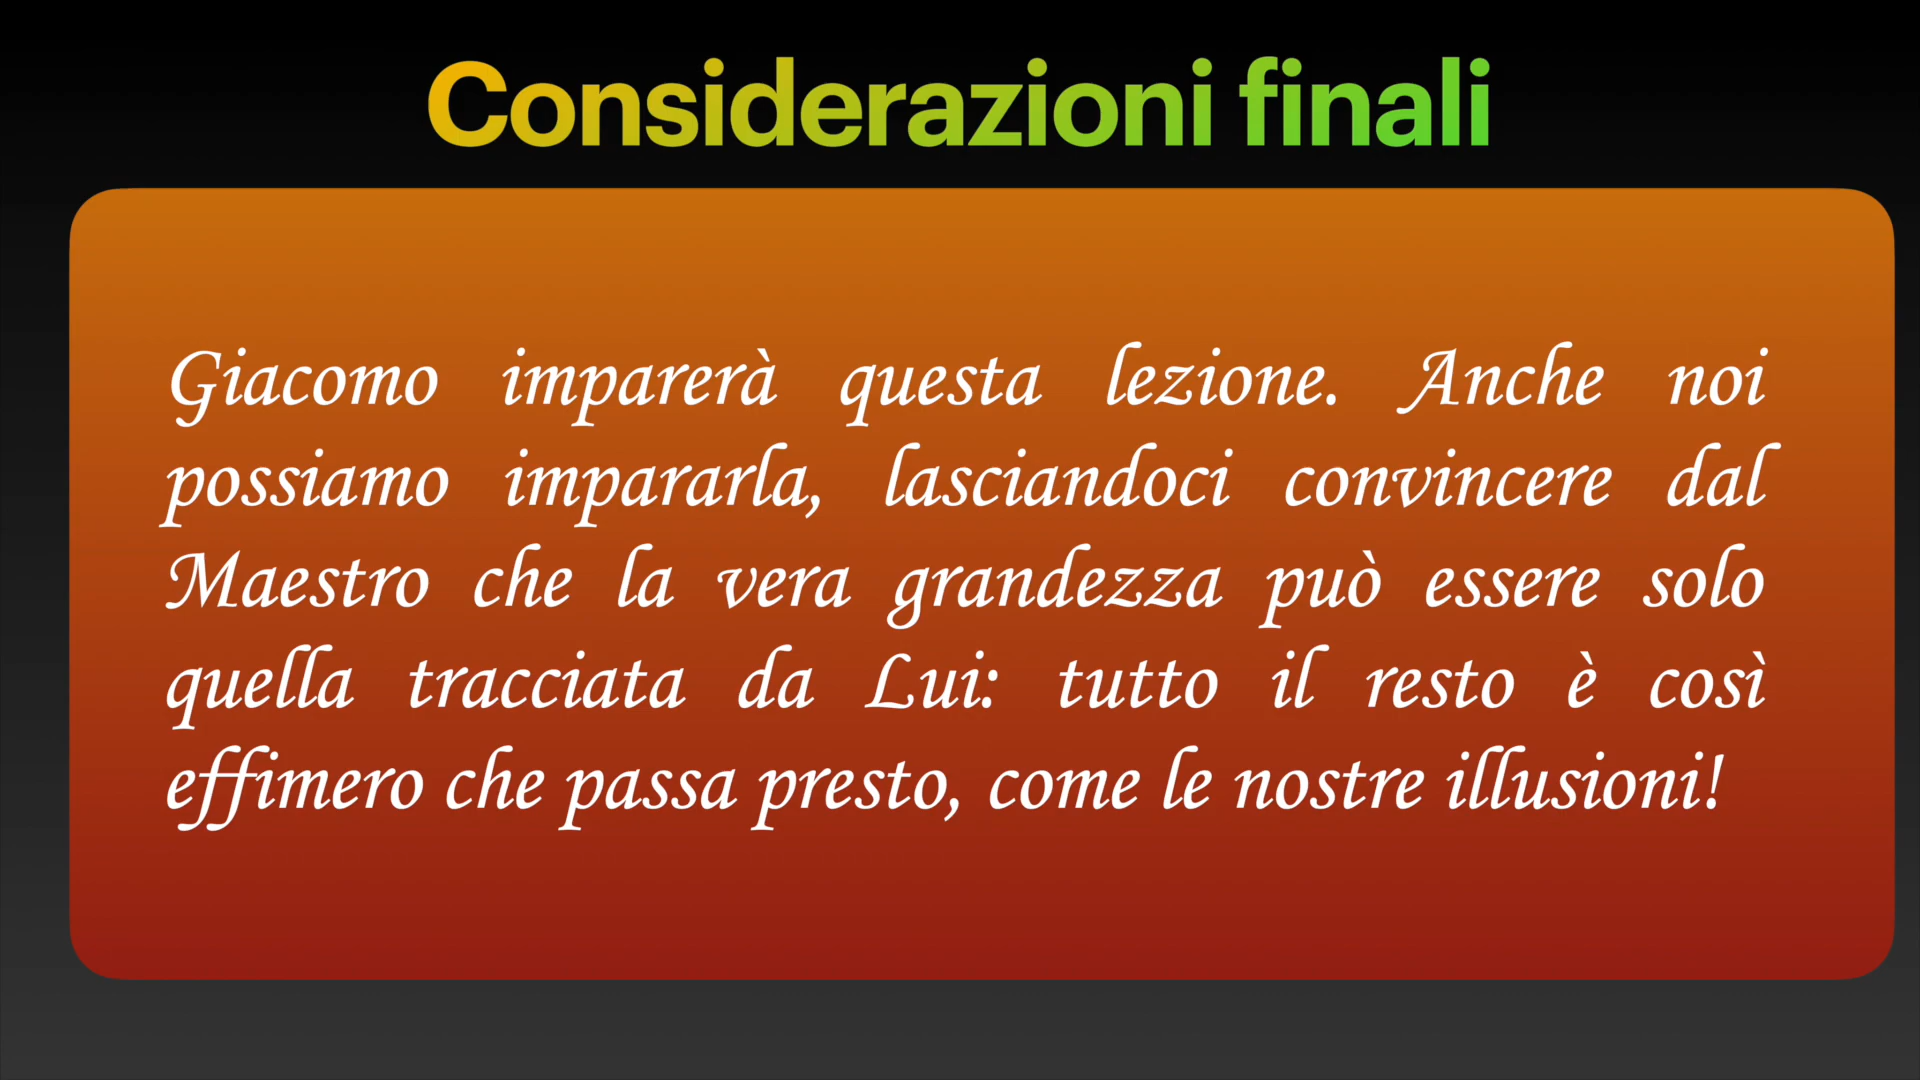 Considerazioni finali
Giacomo imparerà questa lezione. Anche noi
possiamo impararla, lasciandoci convincere dal
Maestro che la vera grandezza può essere solo
quella tracciata da Lui: tutto il resto è così
effimero che passa presto, come le nostre illusioni!